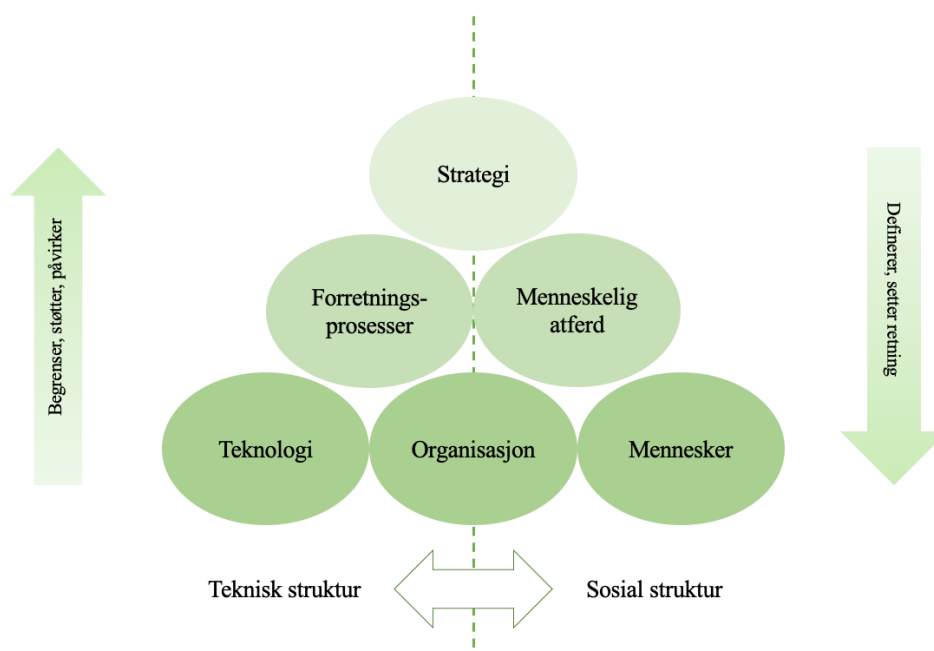 Strategi
Begrenser, støtter, påvirker
Definerer, setter retning
Forretnings-
prosesser
Menneskelig
atferd
Teknologi
Organisasjon
Mennesker
Teknisk struktur
Sosial struktur